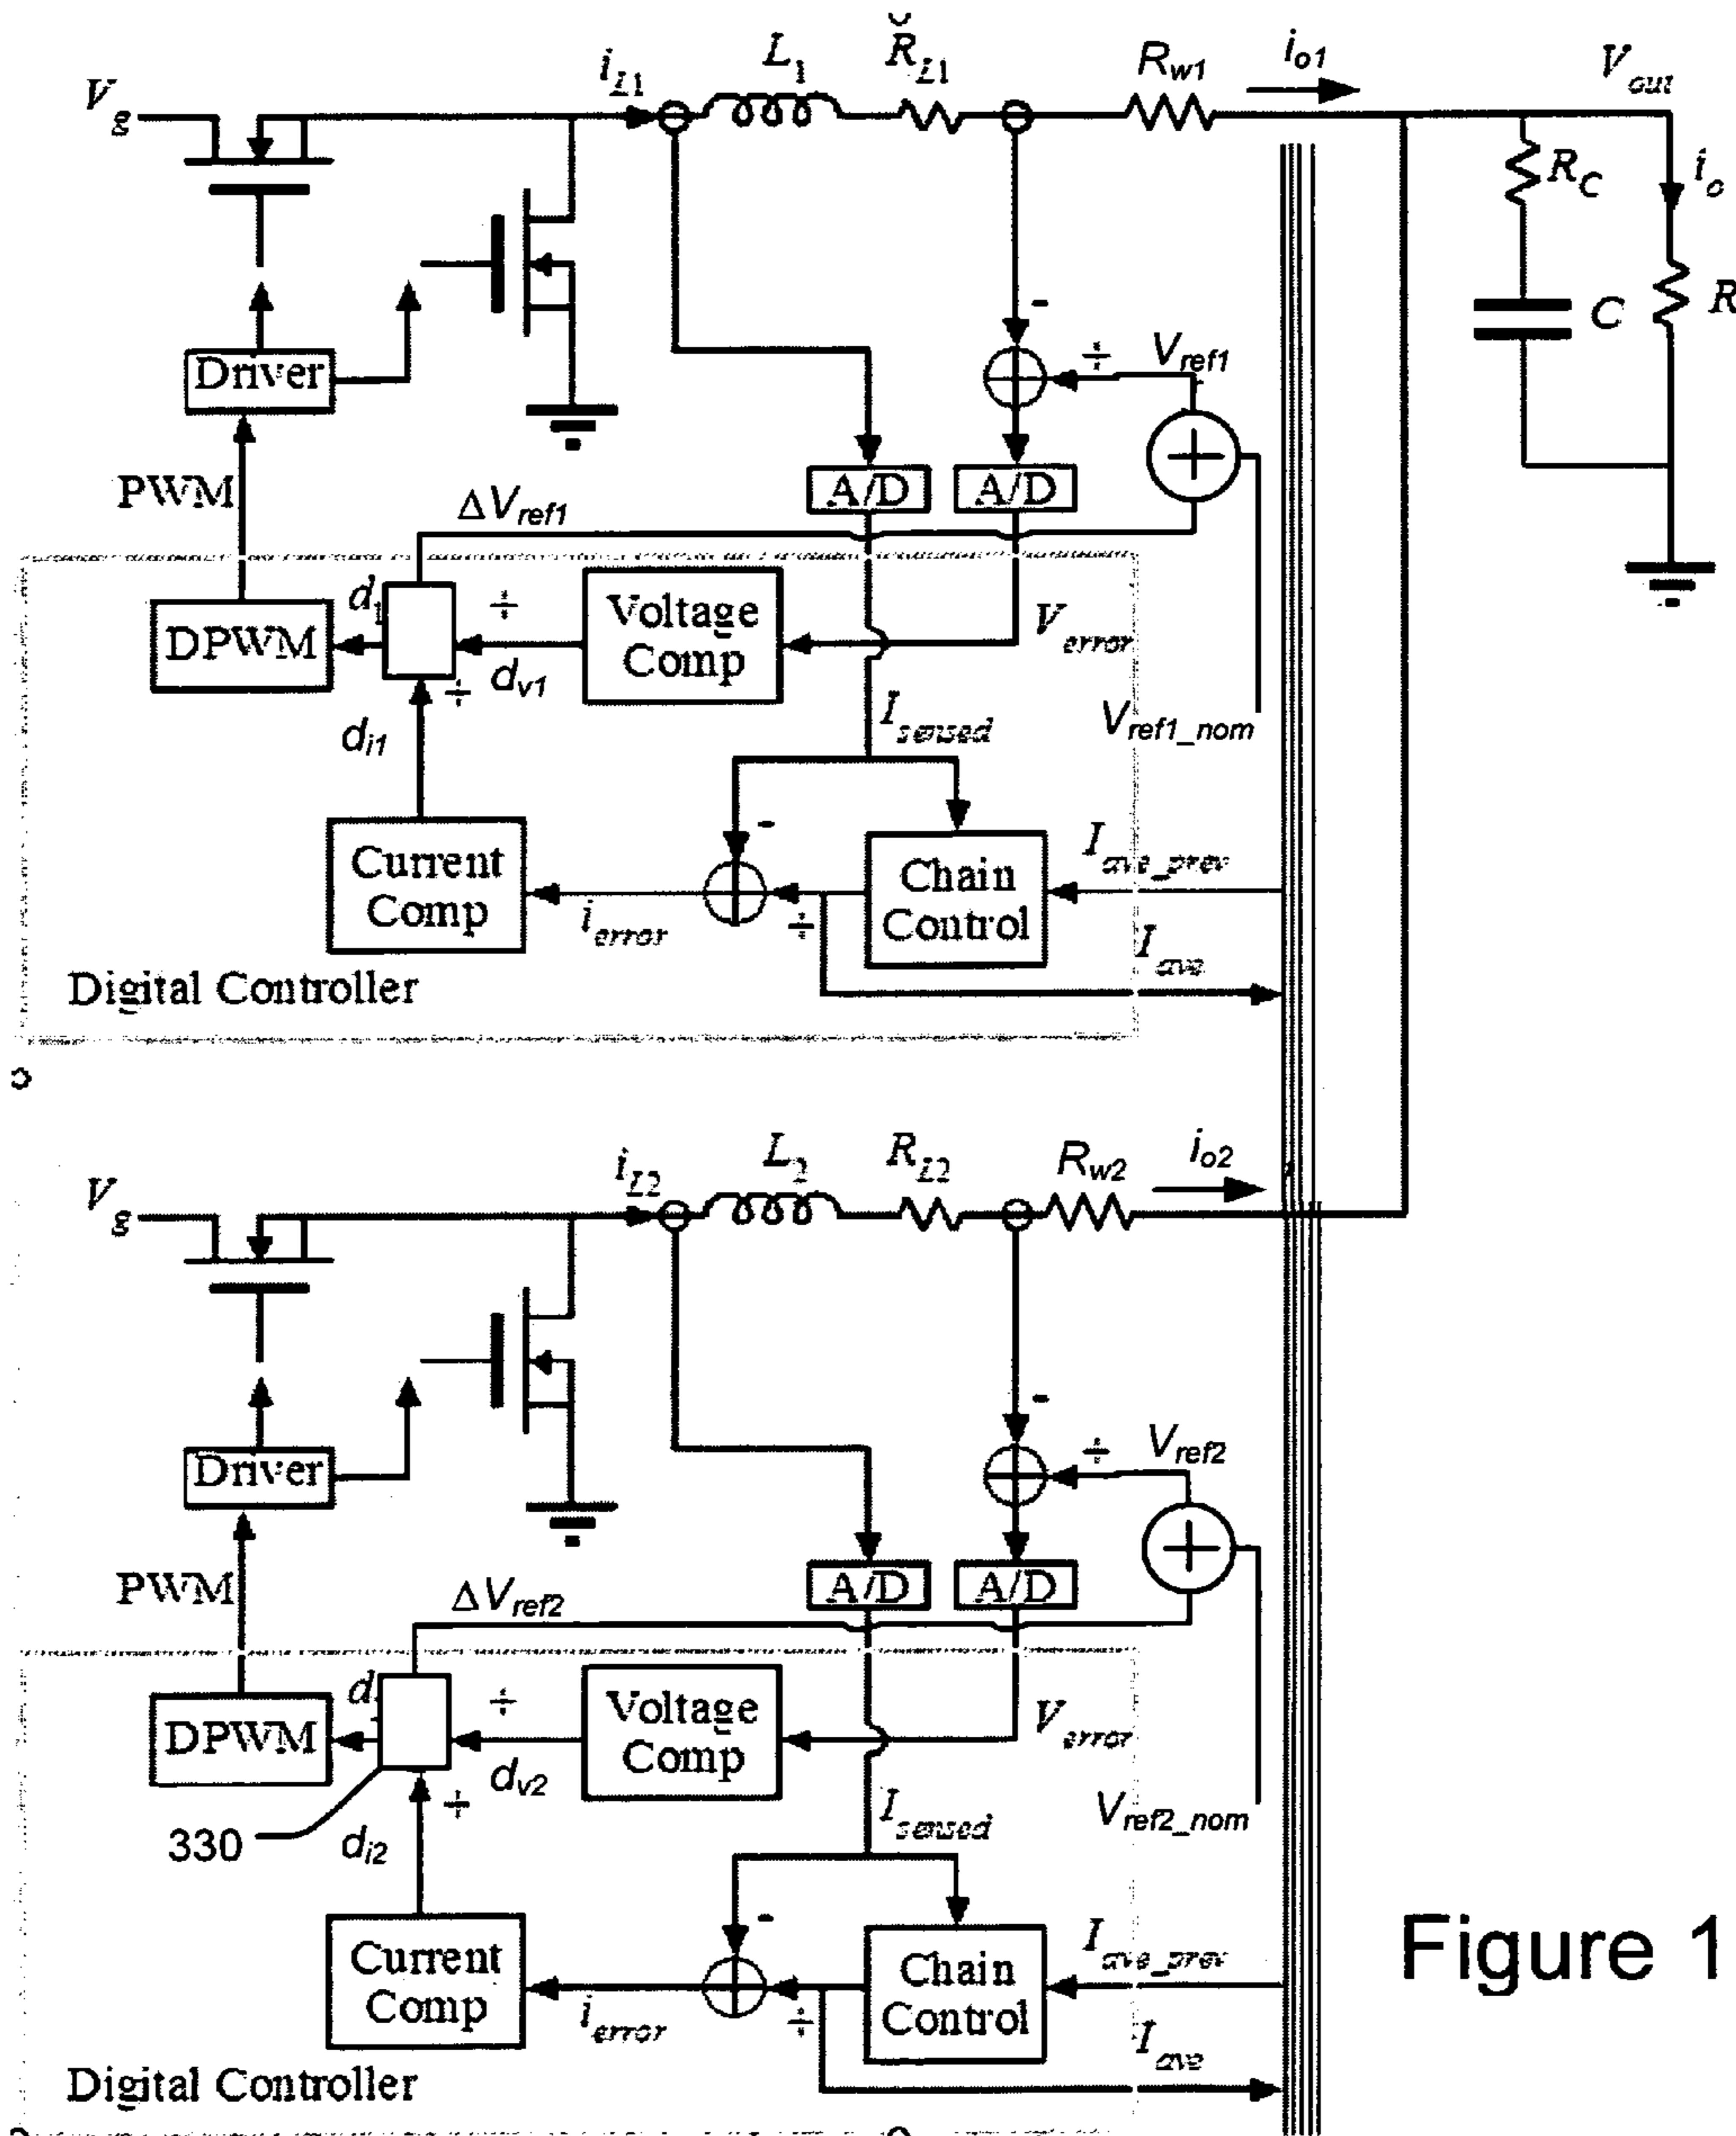 V_g
i_L1
L_1
R_L1
R_w1
i_o1
V_out
R_C
i_o
C
R
Driver
- 
÷ V_ref1
PWM
A/D
A/D
ΔV_ref1
d_1
÷
DPWM
Voltage
Comp
V_error
d_v1
÷
d_i1
I_sensed
V_ref1_nom
-
Current
Comp
i_error
÷
Chain
Control
I_ave_prev
I_ave
Digital Controller
V_g
i_L2
L_2
R_L2
R_w2
i_o2
-
÷ V_ref2
Driver
PWM
A/D
A/D
ΔV_ref2
d
÷
DPWM
Voltage
Comp
V_error
d_v2
÷
330
d_i2
I_sensed
V_ref2_nom
-
Current
Comp
i_error
÷
Chain
Control
I_ave_prev
I_ave
Digital Controller
Figure 1